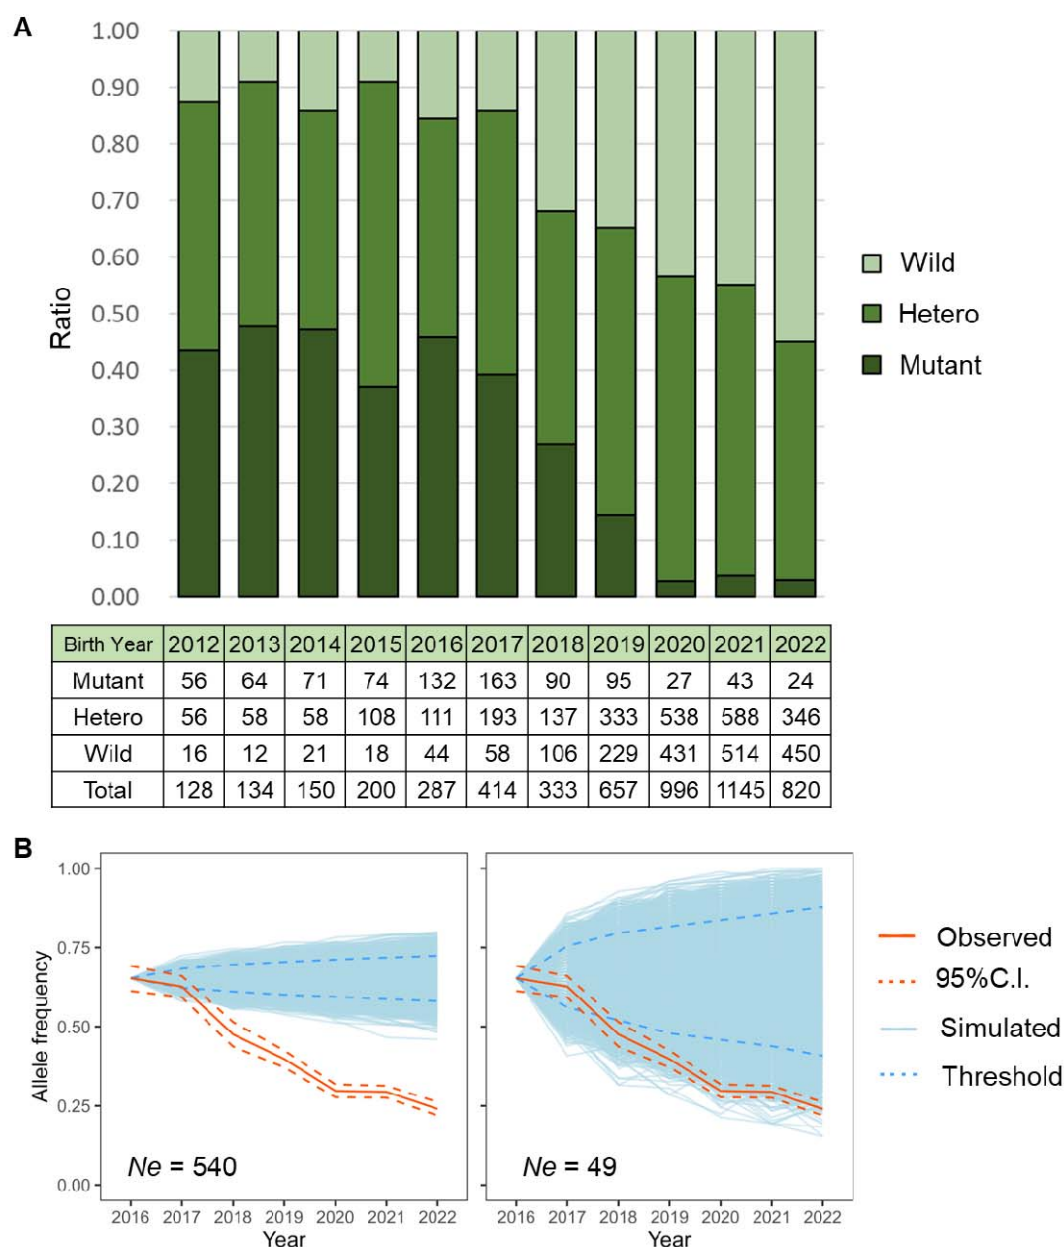 A
1.00
0.90
0.80
0.70
0.60
0.50
0.40
0.30
0.20
0.10
0.00
Ratio
Wild
Hetero
Mutant
Birth Year 2012 2013 2014 2015 2016 2017 2018 2019 2020 2021 2022
Mutant 56 64 71 74 132 163 90 95 27 43 24
Hetero 56 58 58 108 111 193 137 333 538 588 346
Wild 16 12 21 18 44 58 106 229 431 514 450
Total 128 134 150 200 287 414 333 657 996 1145 820
B
1.00
0.75
0.50
0.25
0.00
Allele frequency
Ne = 540
2016 2017 2018 2019 2020 2021 2022
Year
Ne = 49
2016 2017 2018 2019 2020 2021 2022
Year
Observed
95%C.I.
Simulated
Threshold